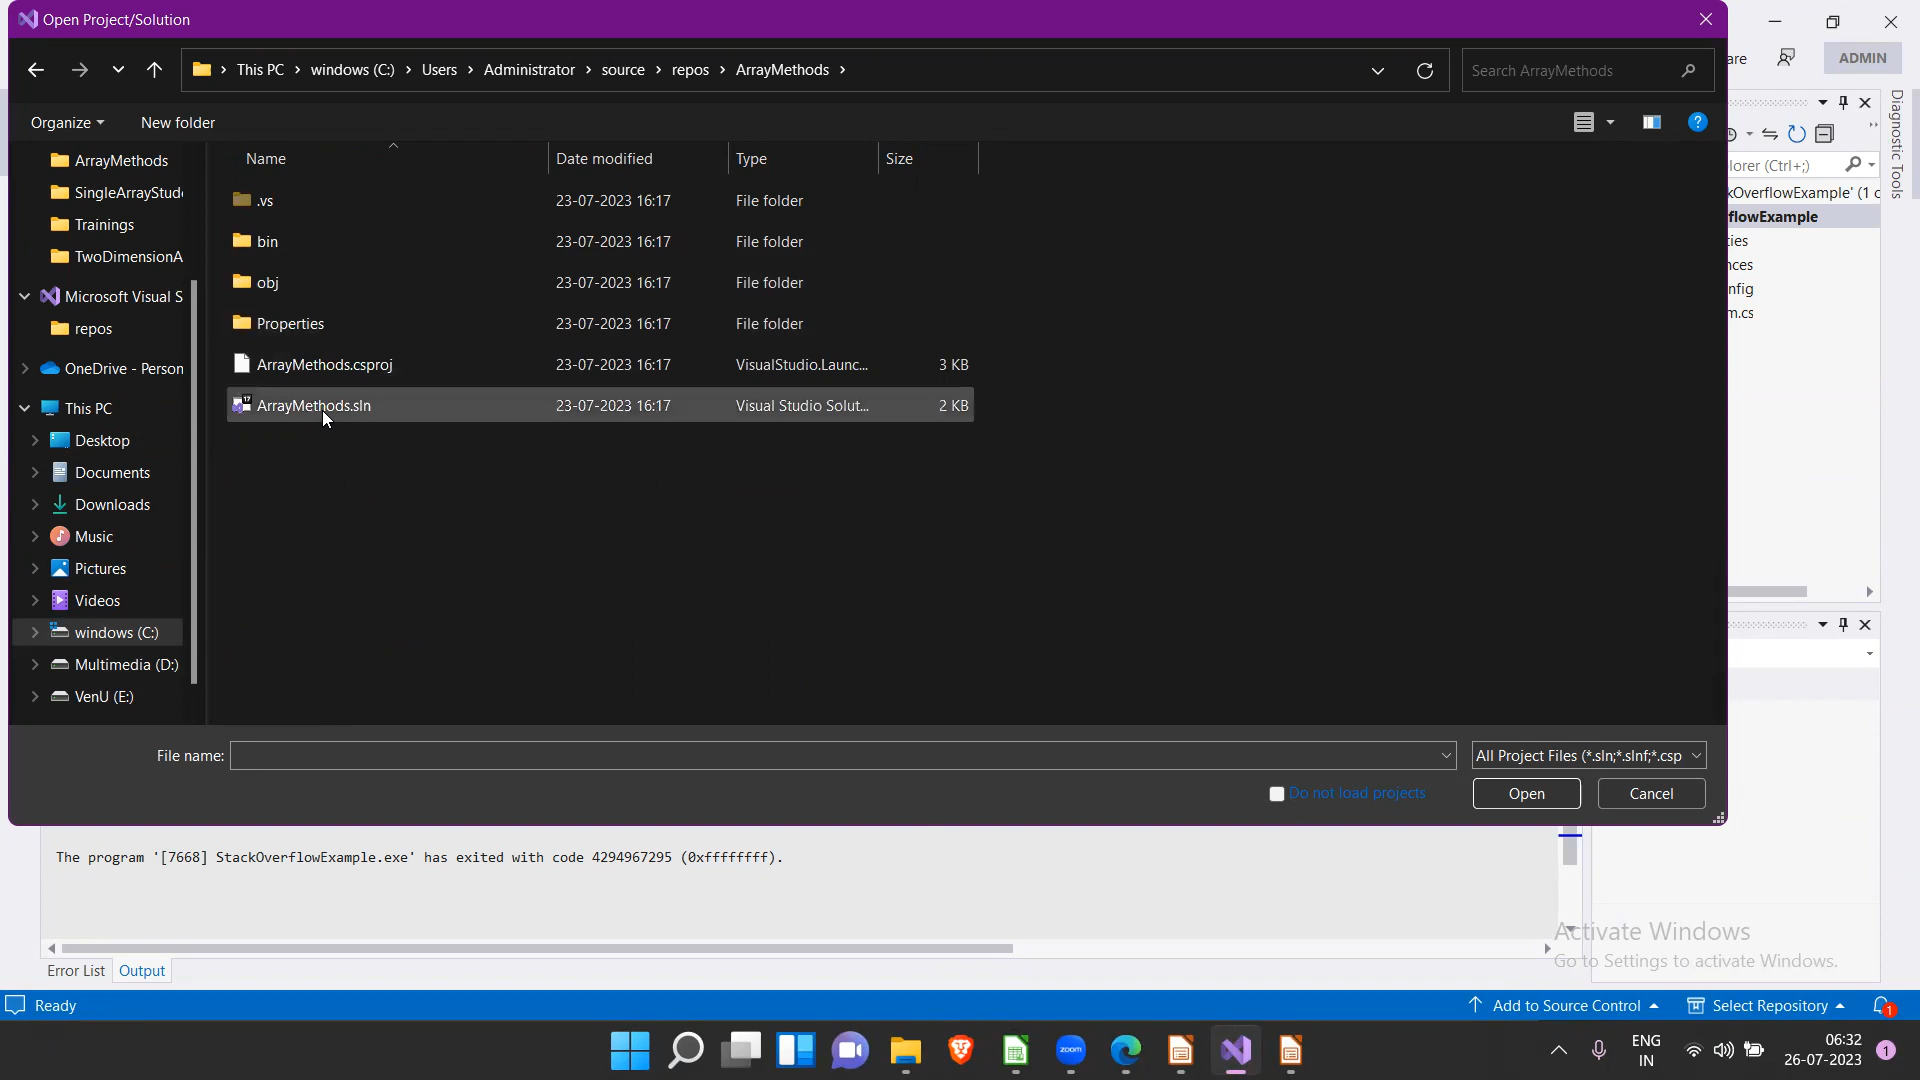 Open Project/Solution
This PC > windows (C:) > Users > Administrator > source > repos > ArrayMethods >
Search ArrayMethods
ADMIN
Organize
New folder
Name Date modified Type Size
ArrayMethods
SingleArrayStude
Trainings
TwoDimensionA
Microsoft Visual S
repos
OneDrive - Person
This PC
Desktop
Documents
Downloads
Music
Pictures
Videos
windows (C:)
Multimedia (D:)
VenU (E:)
.vs 23-07-2023 16:17 File folder
bin 23-07-2023 16:17 File folder
obj 23-07-2023 16:17 File folder
Properties 23-07-2023 16:17 File folder
ArrayMethods.csproj 23-07-2023 16:17 VisualStudio.Launc... 3 KB
ArrayMethods.sln 23-07-2023 16:17 Visual Studio Solut... 2 KB
File name:
All Project Files (*.sln;*.slnf;*.csp
Do not load projects
Open
Cancel
are
Diagnostic Tools
lorer (Ctrl+;)
kOverflowExample' (1 c
flowExample
ties
nces
nfig
m.cs
The program '[7668] StackOverflowExample.exe' has exited with code 4294967295 (0xffffffff).
Activate Windows
Go to Settings to activate Windows.
Error List
Output
Ready
Add to Source Control
Select Repository
1
zoom
ENG
IN
06:32
26-07-2023
1